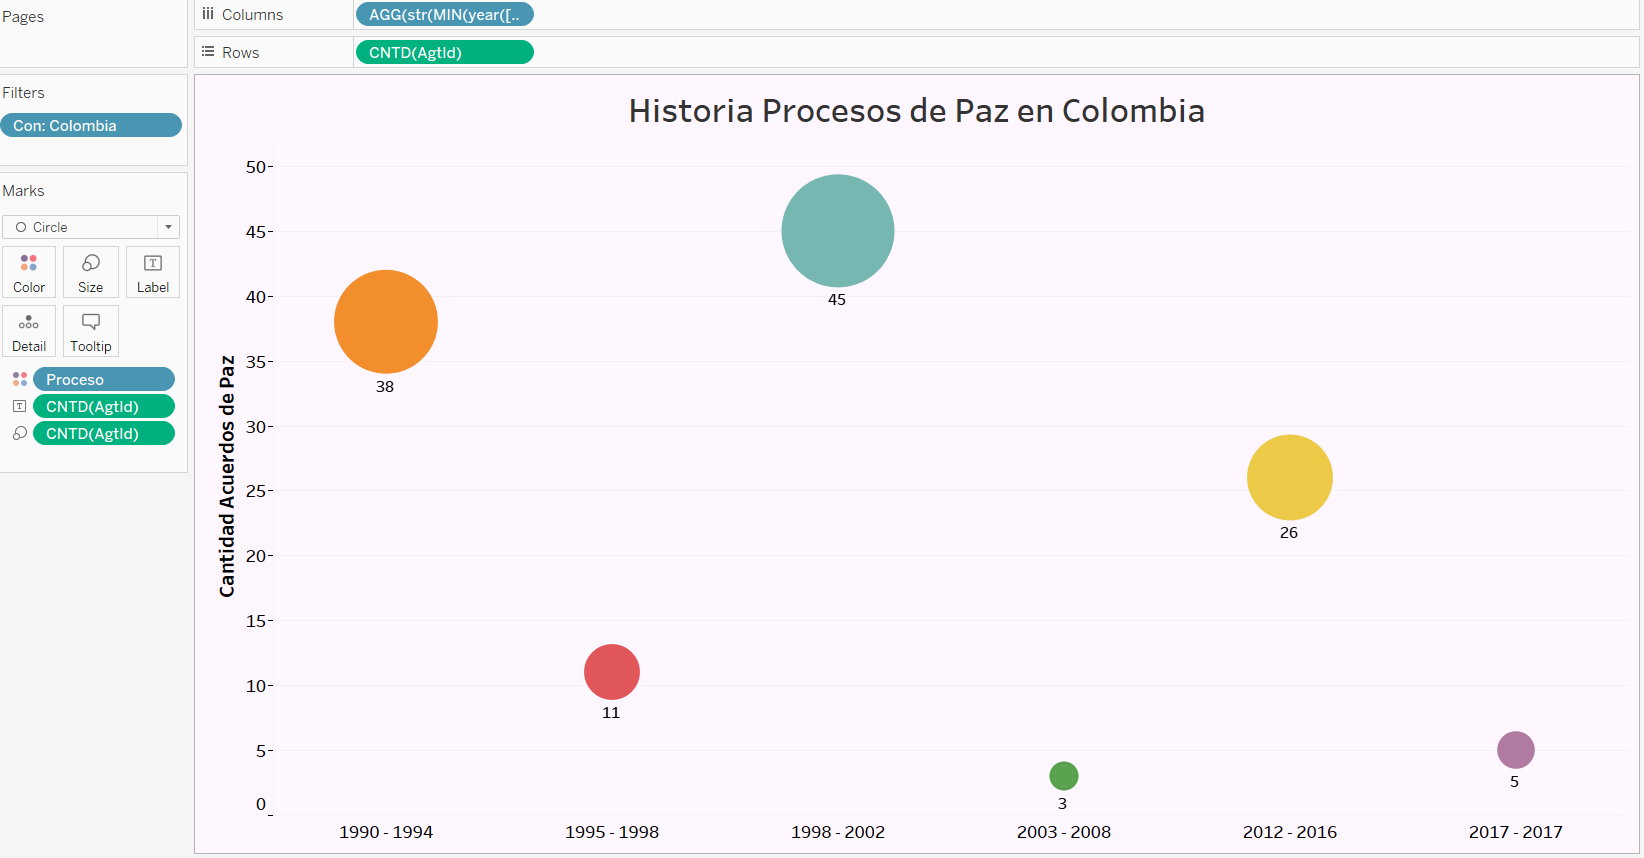 Pages
Columns
AGG(str(MIN(year([..
Rows
CNTD(AgtId)
Filters
Con: Colombia
Marks
Circle
Color
Size
Label
Detail
Tooltip
Proceso
CNTD(AgtId)
CNTD(AgtId)
Historia Procesos de Paz en Colombia
Cantidad Acuerdos de Paz
50
45
40
35
30
25
20
15
10
5
0
38
11
45
3
26
5
1990 - 1994
1995 - 1998
1998 - 2002
2003 - 2008
2012 - 2016
2017 - 2017